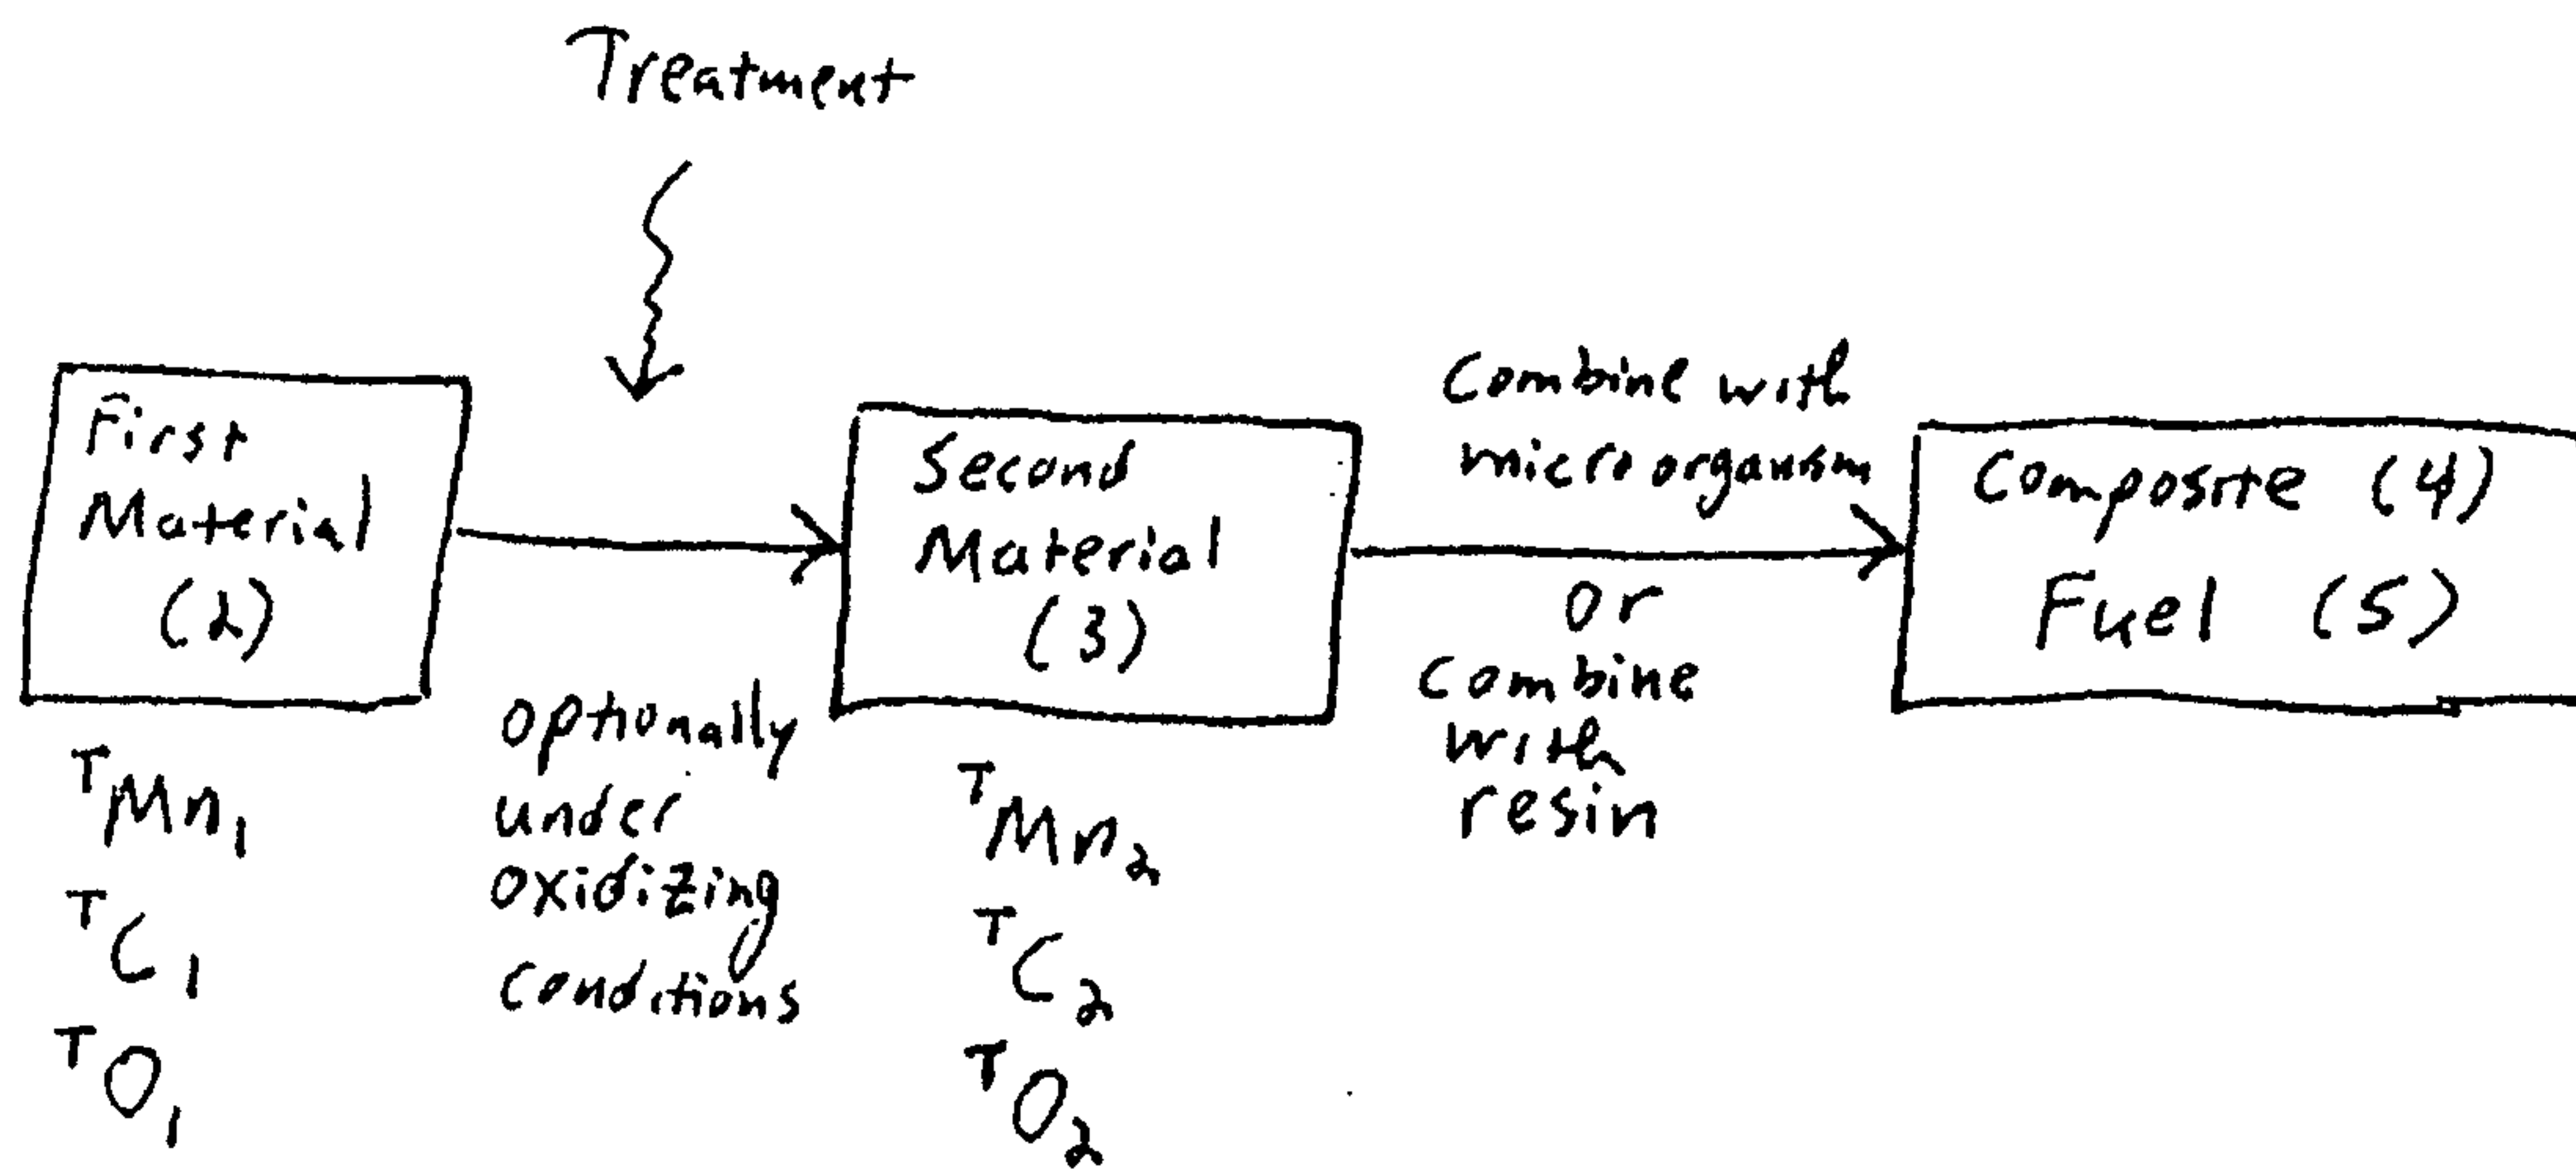 Treatment
First
Material
(2)
TMn1
TC1
TO1
optionally
under
oxidizing
conditions
Second
Material
(3)
TMn2
TC2
TO2
Combine with
microorganism
or
combine
with
resin
Composite (4)
Fuel (5)